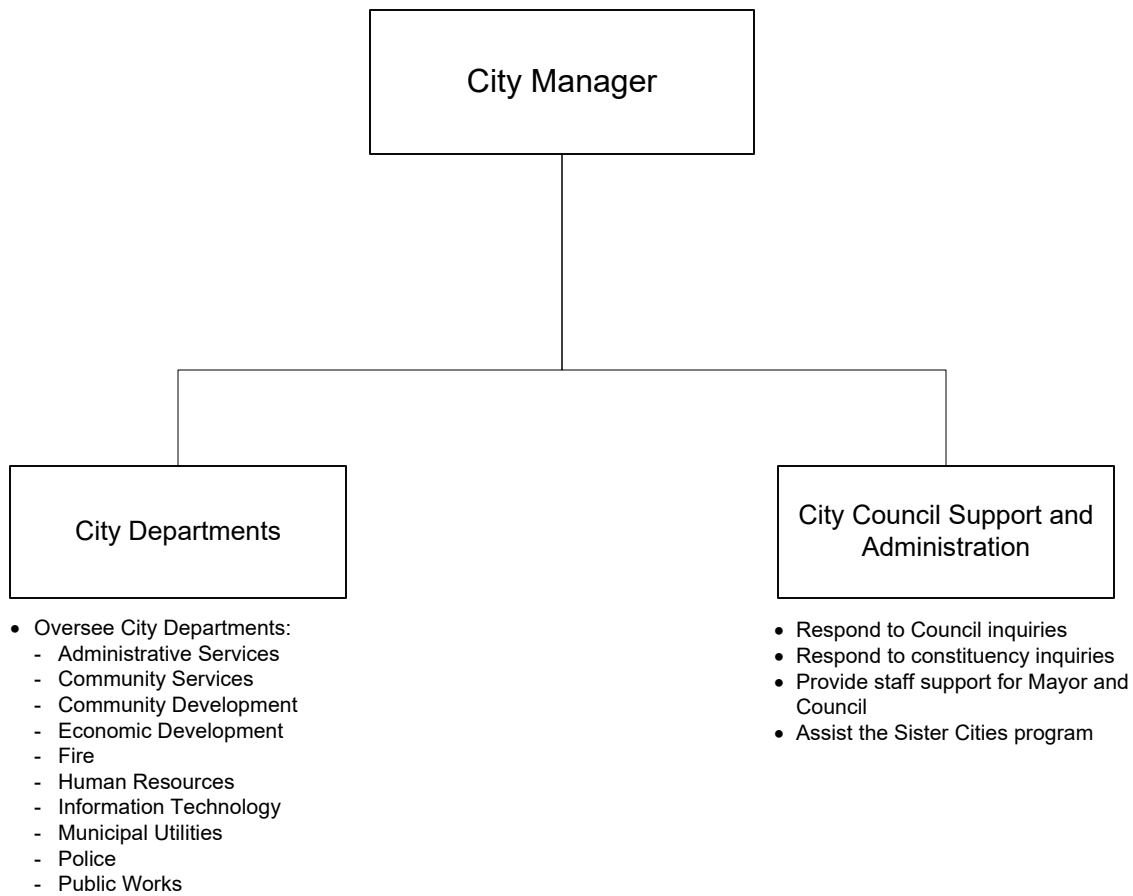 City Manager
City Departments
• Oversee City Departments:
- Administrative Services
- Community Services
- Community Development
- Economic Development
- Fire
- Human Resources
- Information Technology
- Municipal Utilities
- Police
- Public Works
City Council Support and
Administration
• Respond to Council inquiries
• Respond to constituency inquiries
• Provide staff support for Mayor and
Council
• Assist the Sister Cities program